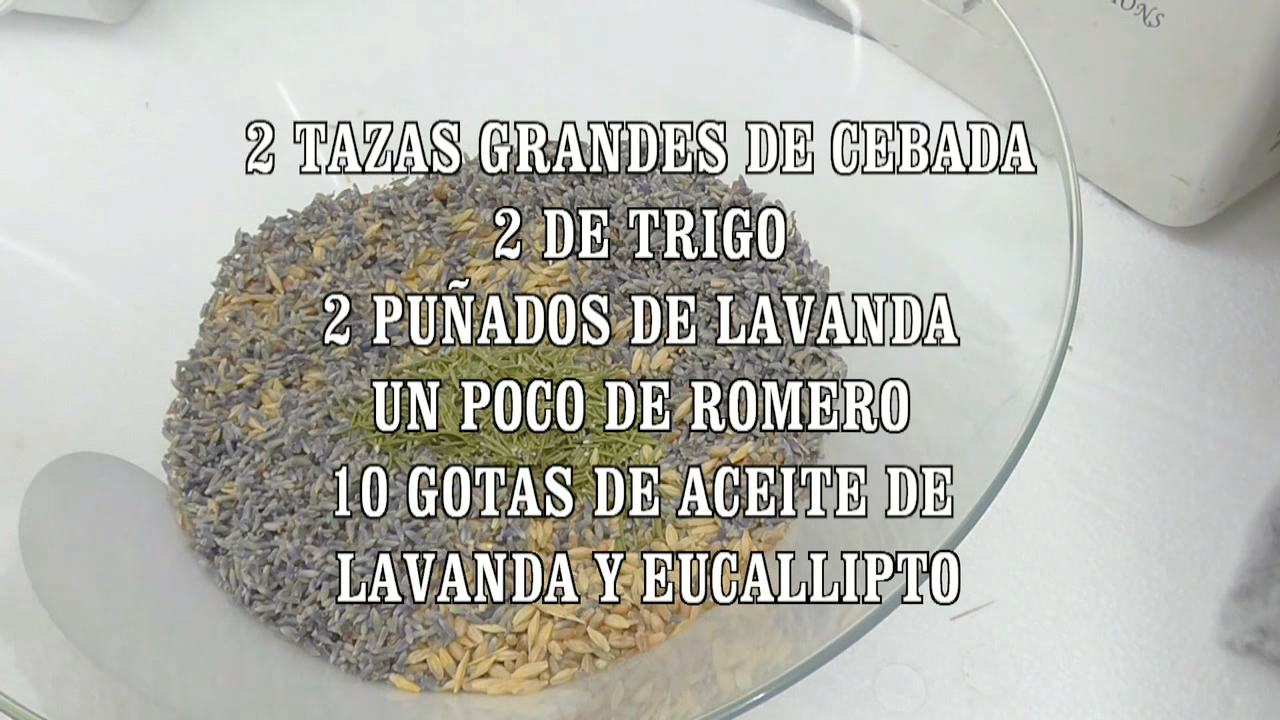 2 TAZAS GRANDES DE CEBADA
2 DE TRIGO
2 PUÑADOS DE LAVANDA
UN POCO DE ROMERO
10 GOTAS DE ACEITE DE
LAVANDA Y EUCALLIPTO